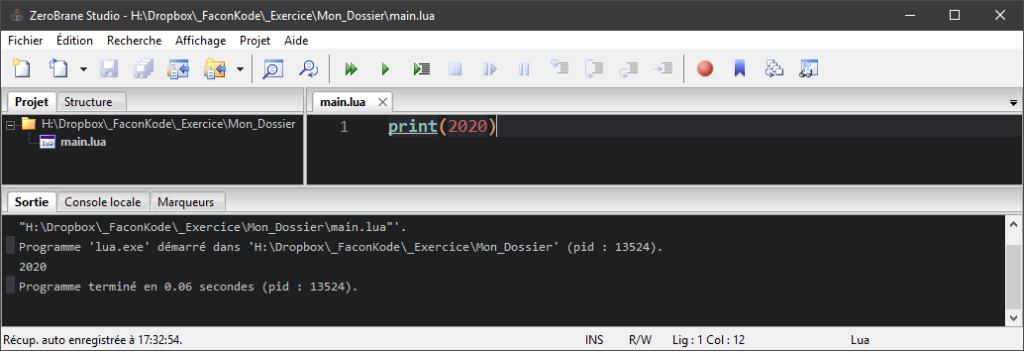 ZeroBrane Studio - H:\Dropbox\_FaconKode\_Exercice\Mon_Dossier\main.lua
Fichier Édition Recherche Affichage Projet Aide
Projet Structure
main.lua
H:\Dropbox\_FaconKode\_Exercice\Mon_Dossier
main.lua
1 print(2020)
Sortie Console locale Marqueurs
"H:\Dropbox\_FaconKode\_Exercice\Mon_Dossier\main.lua"'.
Programme 'lua.exe' démarré dans 'H:\Dropbox\_FaconKode\_Exercice\Mon_Dossier' (pid : 13524).
2020
Programme terminé en 0.06 secondes (pid : 13524).
Récup. auto enregistrée à 17:32:54. INS R/W Lig : 1 Col : 12 Lua